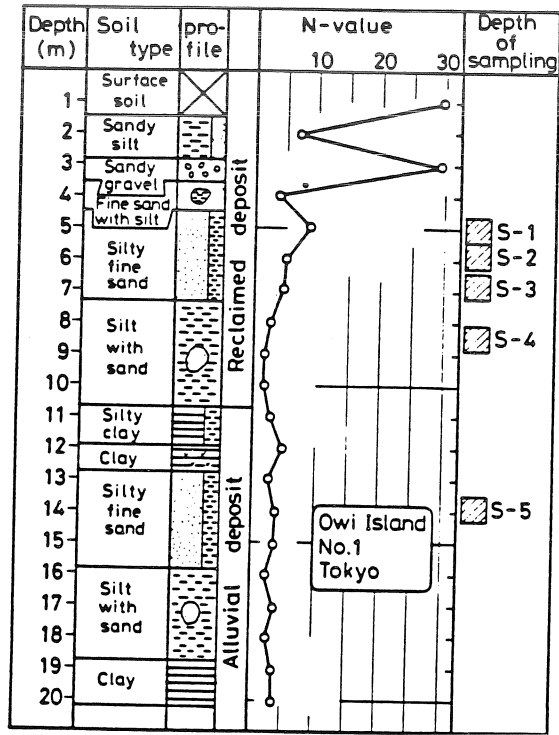 Depth
(m)
Soil
type
pro-
file
N-value
10
20
30
Depth
of
sampling
1
2
3
4
5
6
7
8
9
10
11
12
13
14
15
16
17
18
19
20
Surface
soil
Sandy
silt
Sandy
gravel
Fine sand
with silt
Silty
fine
sand
Silt
with
sand
Silty
clay
Clay
Silty
fine
sand
Silt
with
sand
Clay
Reclaimed deposit
Alluvial deposit
S-1
S-2
S-3
S-4
S-5
Owi Island
No.1
Tokyo